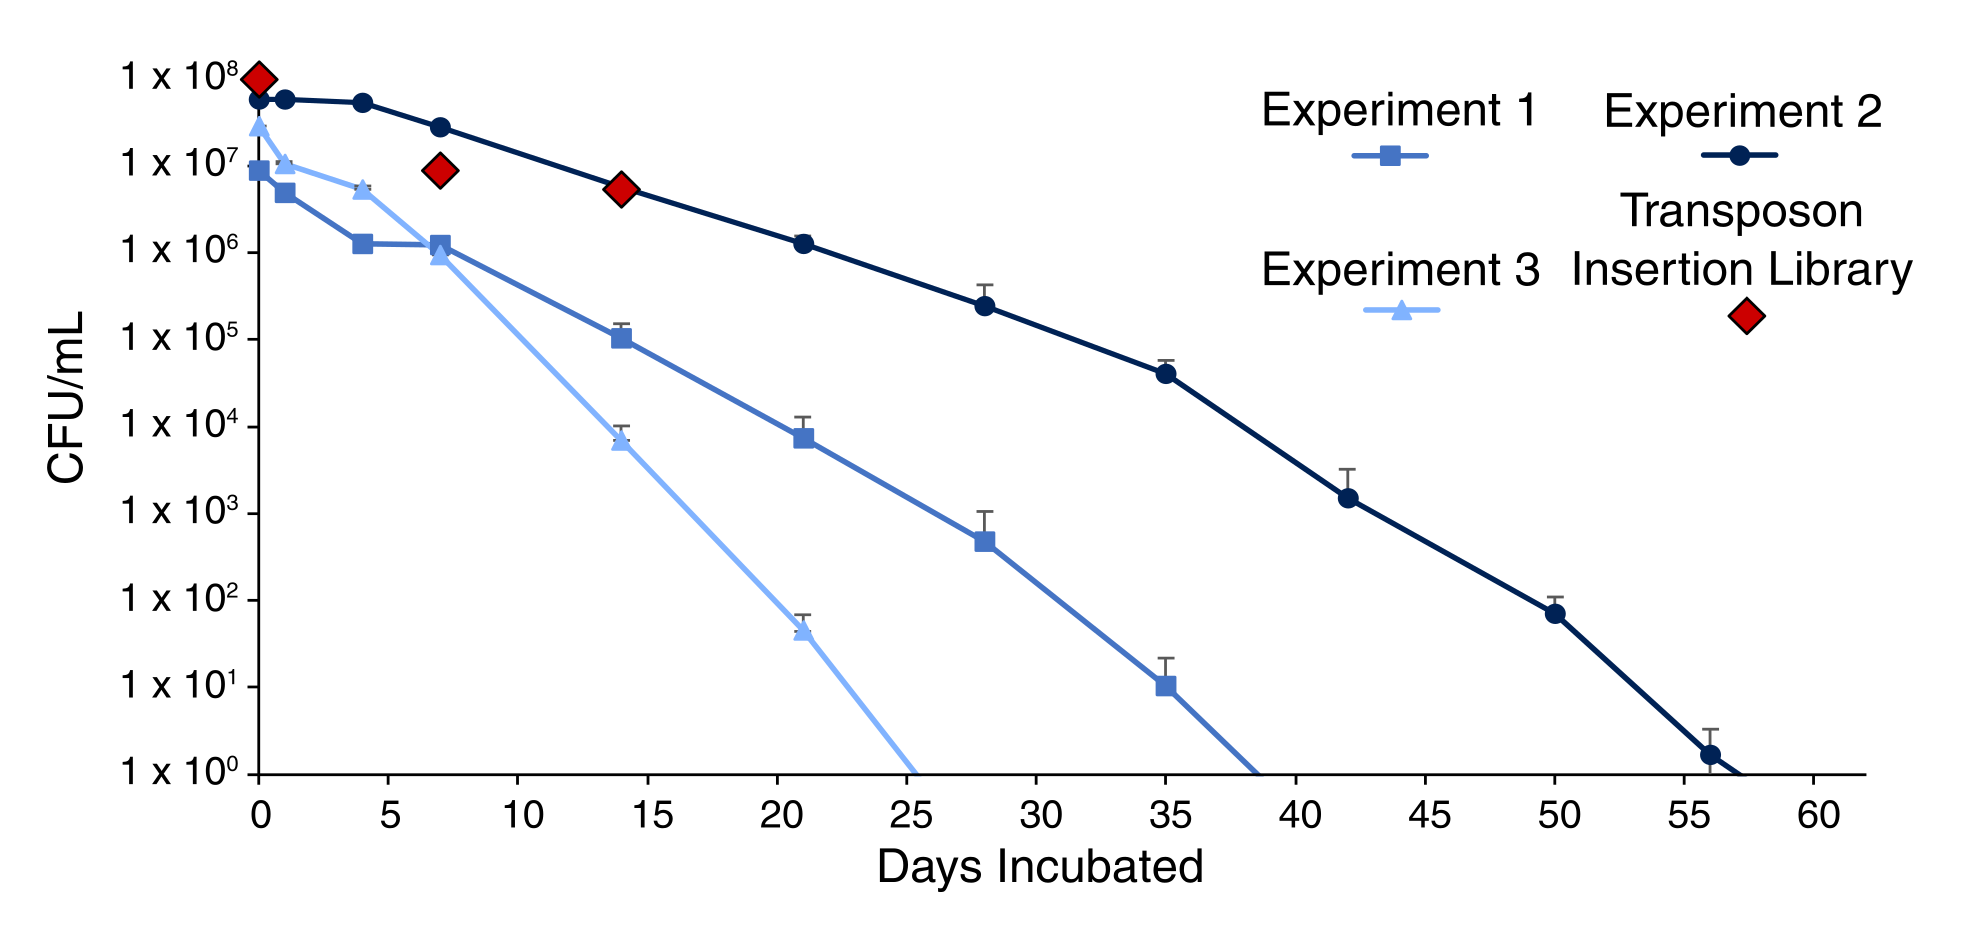 1 x 10⁸
1 x 10⁷
1 x 10⁶
1 x 10⁵
1 x 10⁴
1 x 10³
1 x 10²
1 x 10¹
1 x 10⁰
CFU/mL
0 5 10 15 20 25 30 35 40 45 50 55 60
Days Incubated
Experiment 1
Experiment 2
Experiment 3
Transposon
Insertion Library